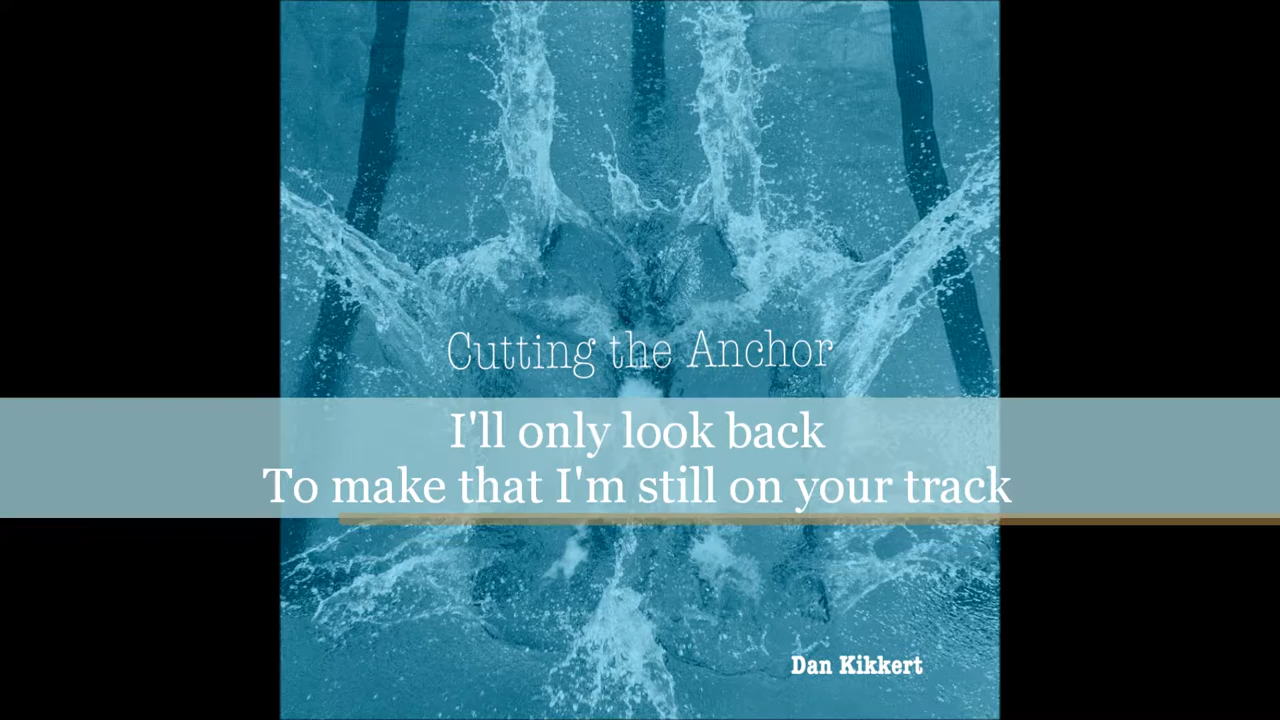 Cutting the Anchor
I'll only look back
To make that I'm still on your track
Dan Kikkert